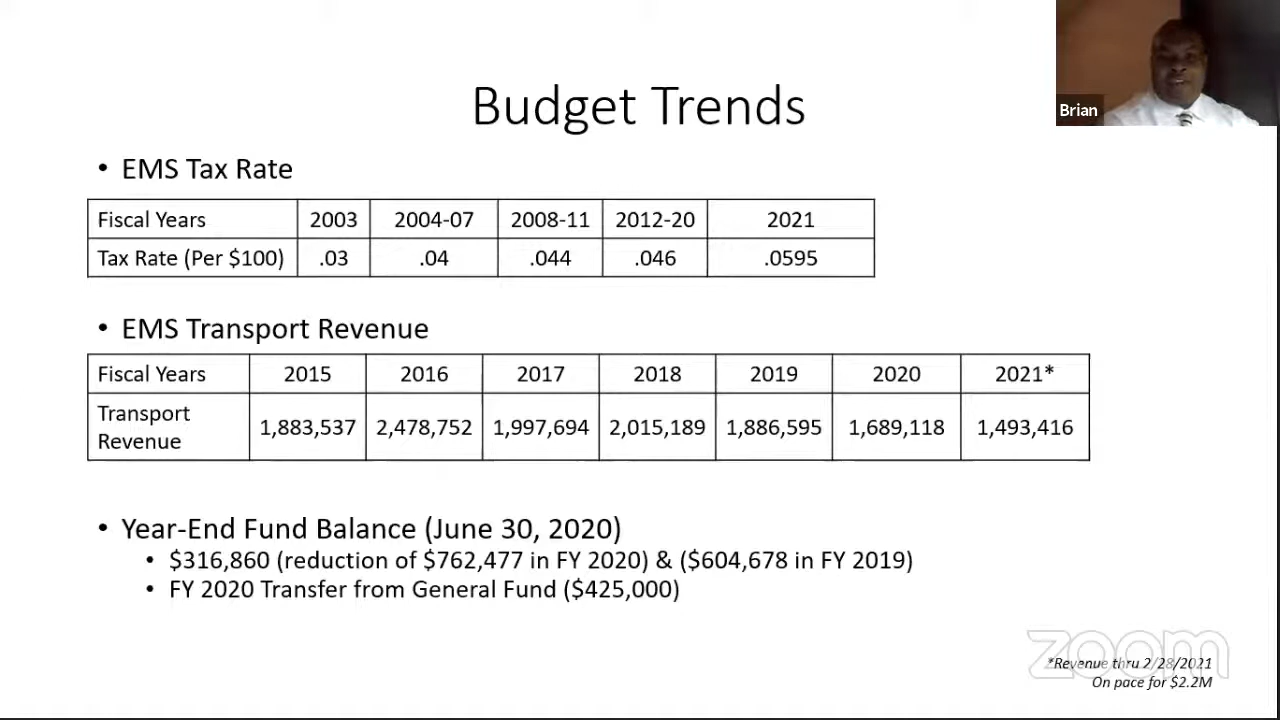 Brian
Budget Trends
• EMS Tax Rate
Fiscal Years 2003 2004-07 2008-11 2012-20 2021
Tax Rate (Per $100) .03 .04 .044 .046 .0595
• EMS Transport Revenue
Fiscal Years 2015 2016 2017 2018 2019 2020 2021*
Transport
Revenue 1,883,537 2,478,752 1,997,694 2,015,189 1,886,595 1,689,118 1,493,416
• Year-End Fund Balance (June 30, 2020)
• $316,860 (reduction of $762,477 in FY 2020) & ($604,678 in FY 2019)
• FY 2020 Transfer from General Fund ($425,000)
zoom
*Revenue thru 2/28/2021
On pace for $2.2M